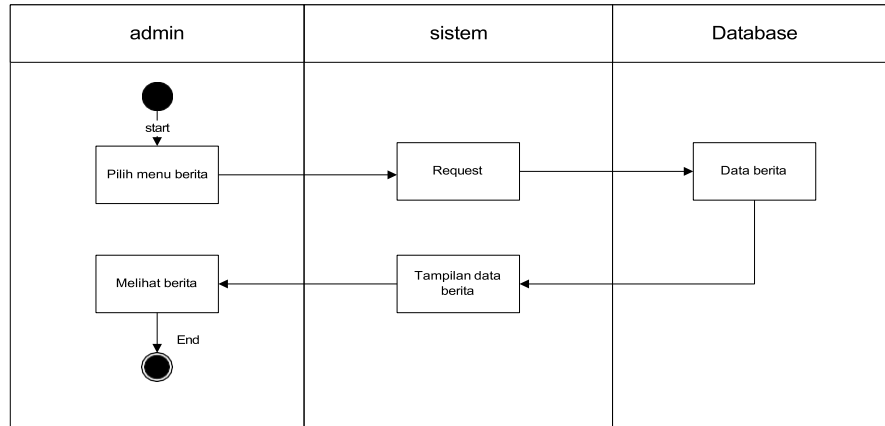 admin
sistem
Database
start
Pilih menu berita
Request
Data berita
Melihat berita
Tampilan data
berita
End